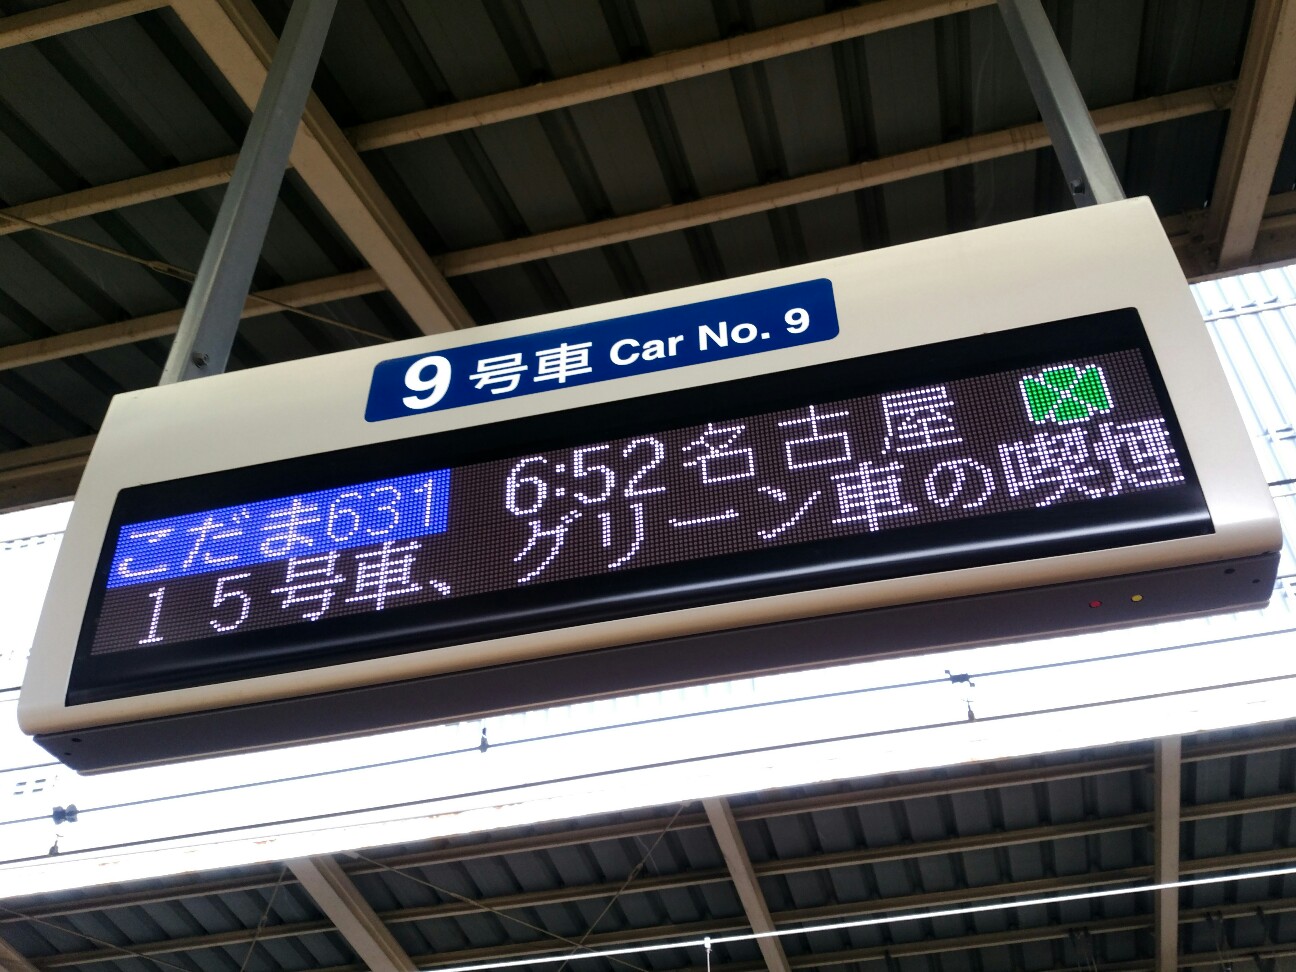 9号車 Car No. 9
こだま631 6:52 名古屋
15号車、グリーン車の喫煙